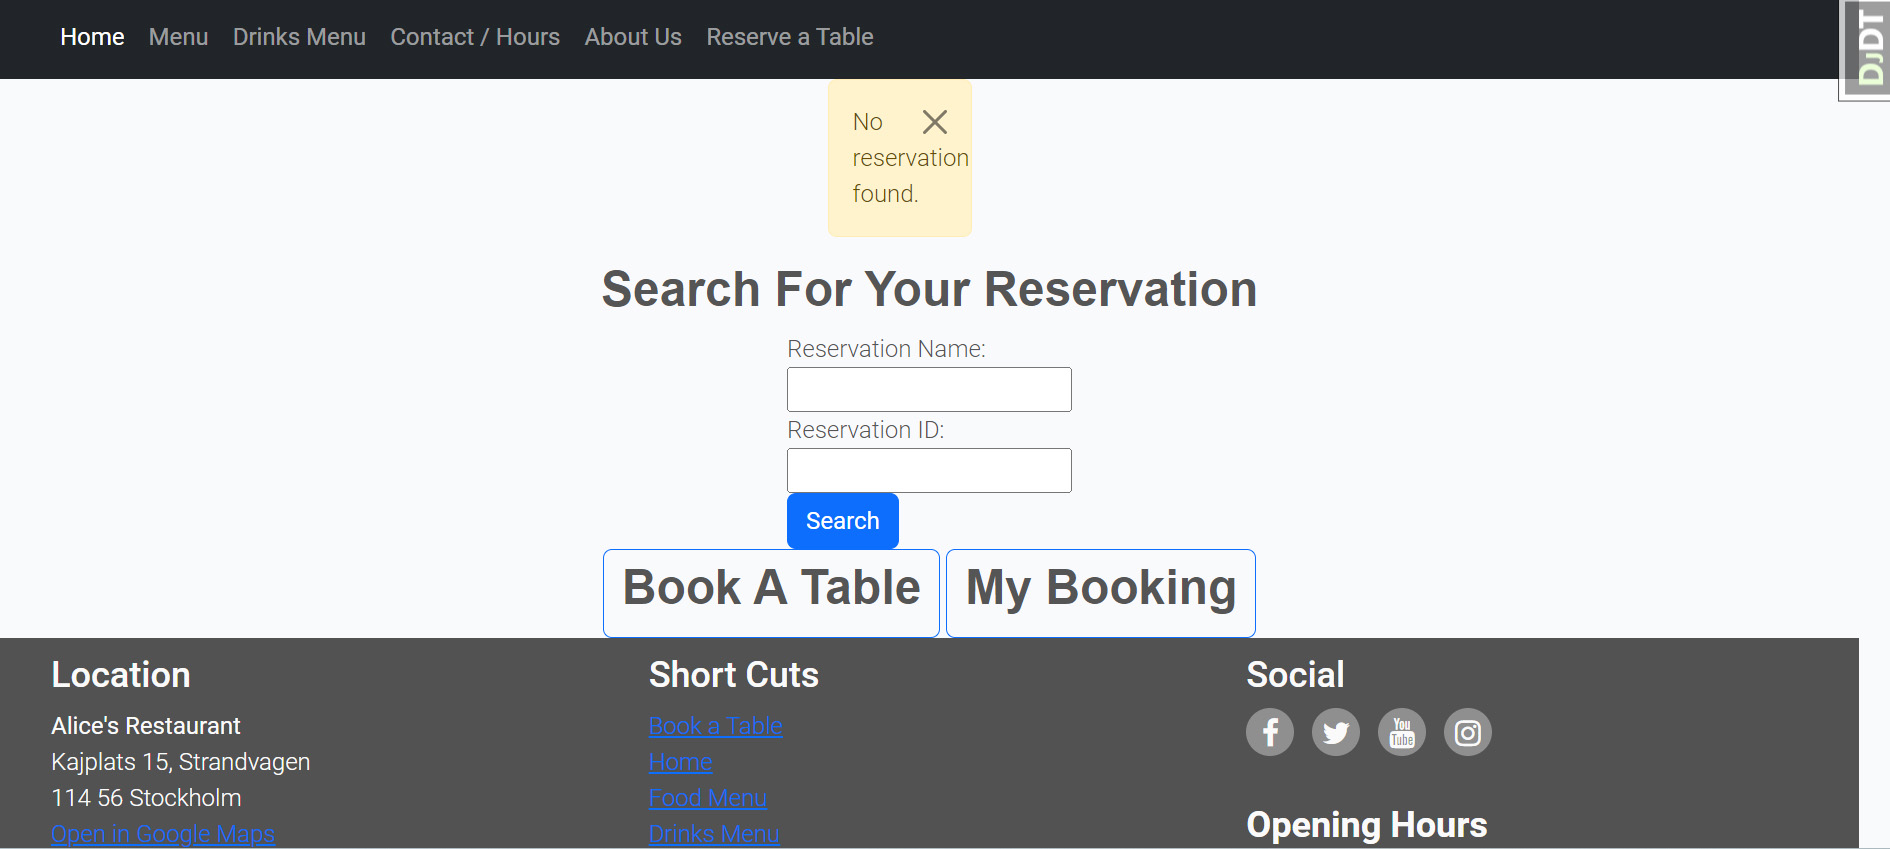 Home Menu Drinks Menu Contact / Hours About Us Reserve a Table
DjDT
No
reservation
found.
Search For Your Reservation
Reservation Name:
Reservation ID:
Search
Book A Table My Booking
Location
Alice's Restaurant
Kajplats 15, Strandvagen
114 56 Stockholm
Open in Google Maps
Short Cuts
Book a Table
Home
Food Menu
Drinks Menu
Social
You
Tube
Opening Hours